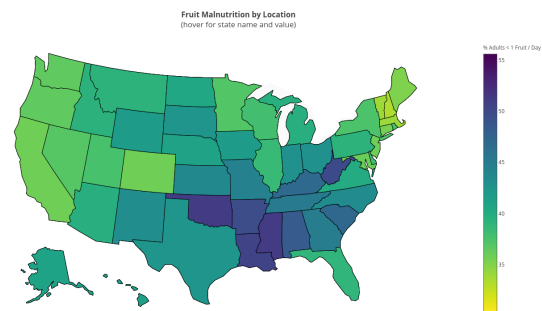 Fruit Malnutrition by Location
(hover for state name and value)
% Adults < 1 Fruit / Day
55
50
45
40
35